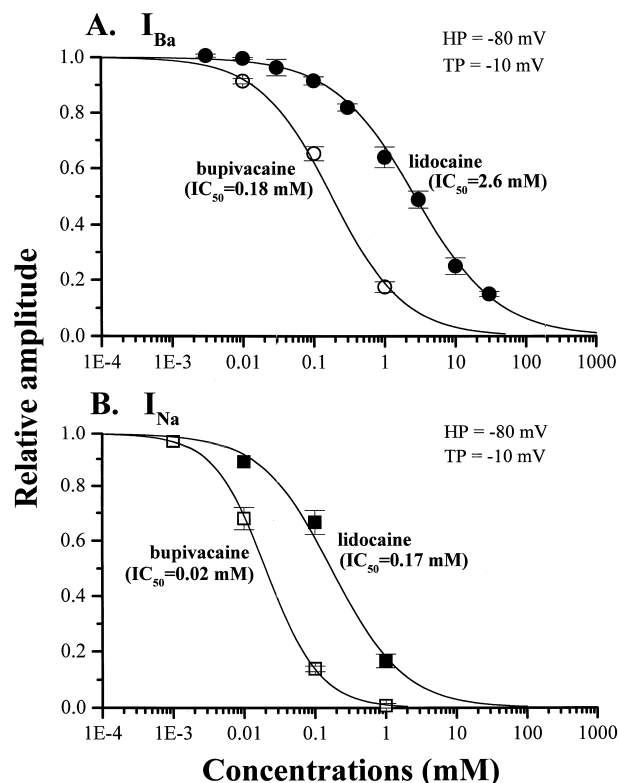 A. I_Ba
HP = -80 mV
TP = -10 mV
1.0
0.8
0.6
0.4
0.2
0.0
bupivacaine
(IC50=0.18 mM)
lidocaine
(IC50=2.6 mM)
1E-4 1E-3 0.01 0.1 1 10 100 1000
Relative amplitude
B. I_Na
HP = -80 mV
TP = -10 mV
1.0
0.8
0.6
0.4
0.2
0.0
bupivacaine
(IC50=0.02 mM)
lidocaine
(IC50=0.17 mM)
1E-4 1E-3 0.01 0.1 1 10 100 1000
Concentrations (mM)